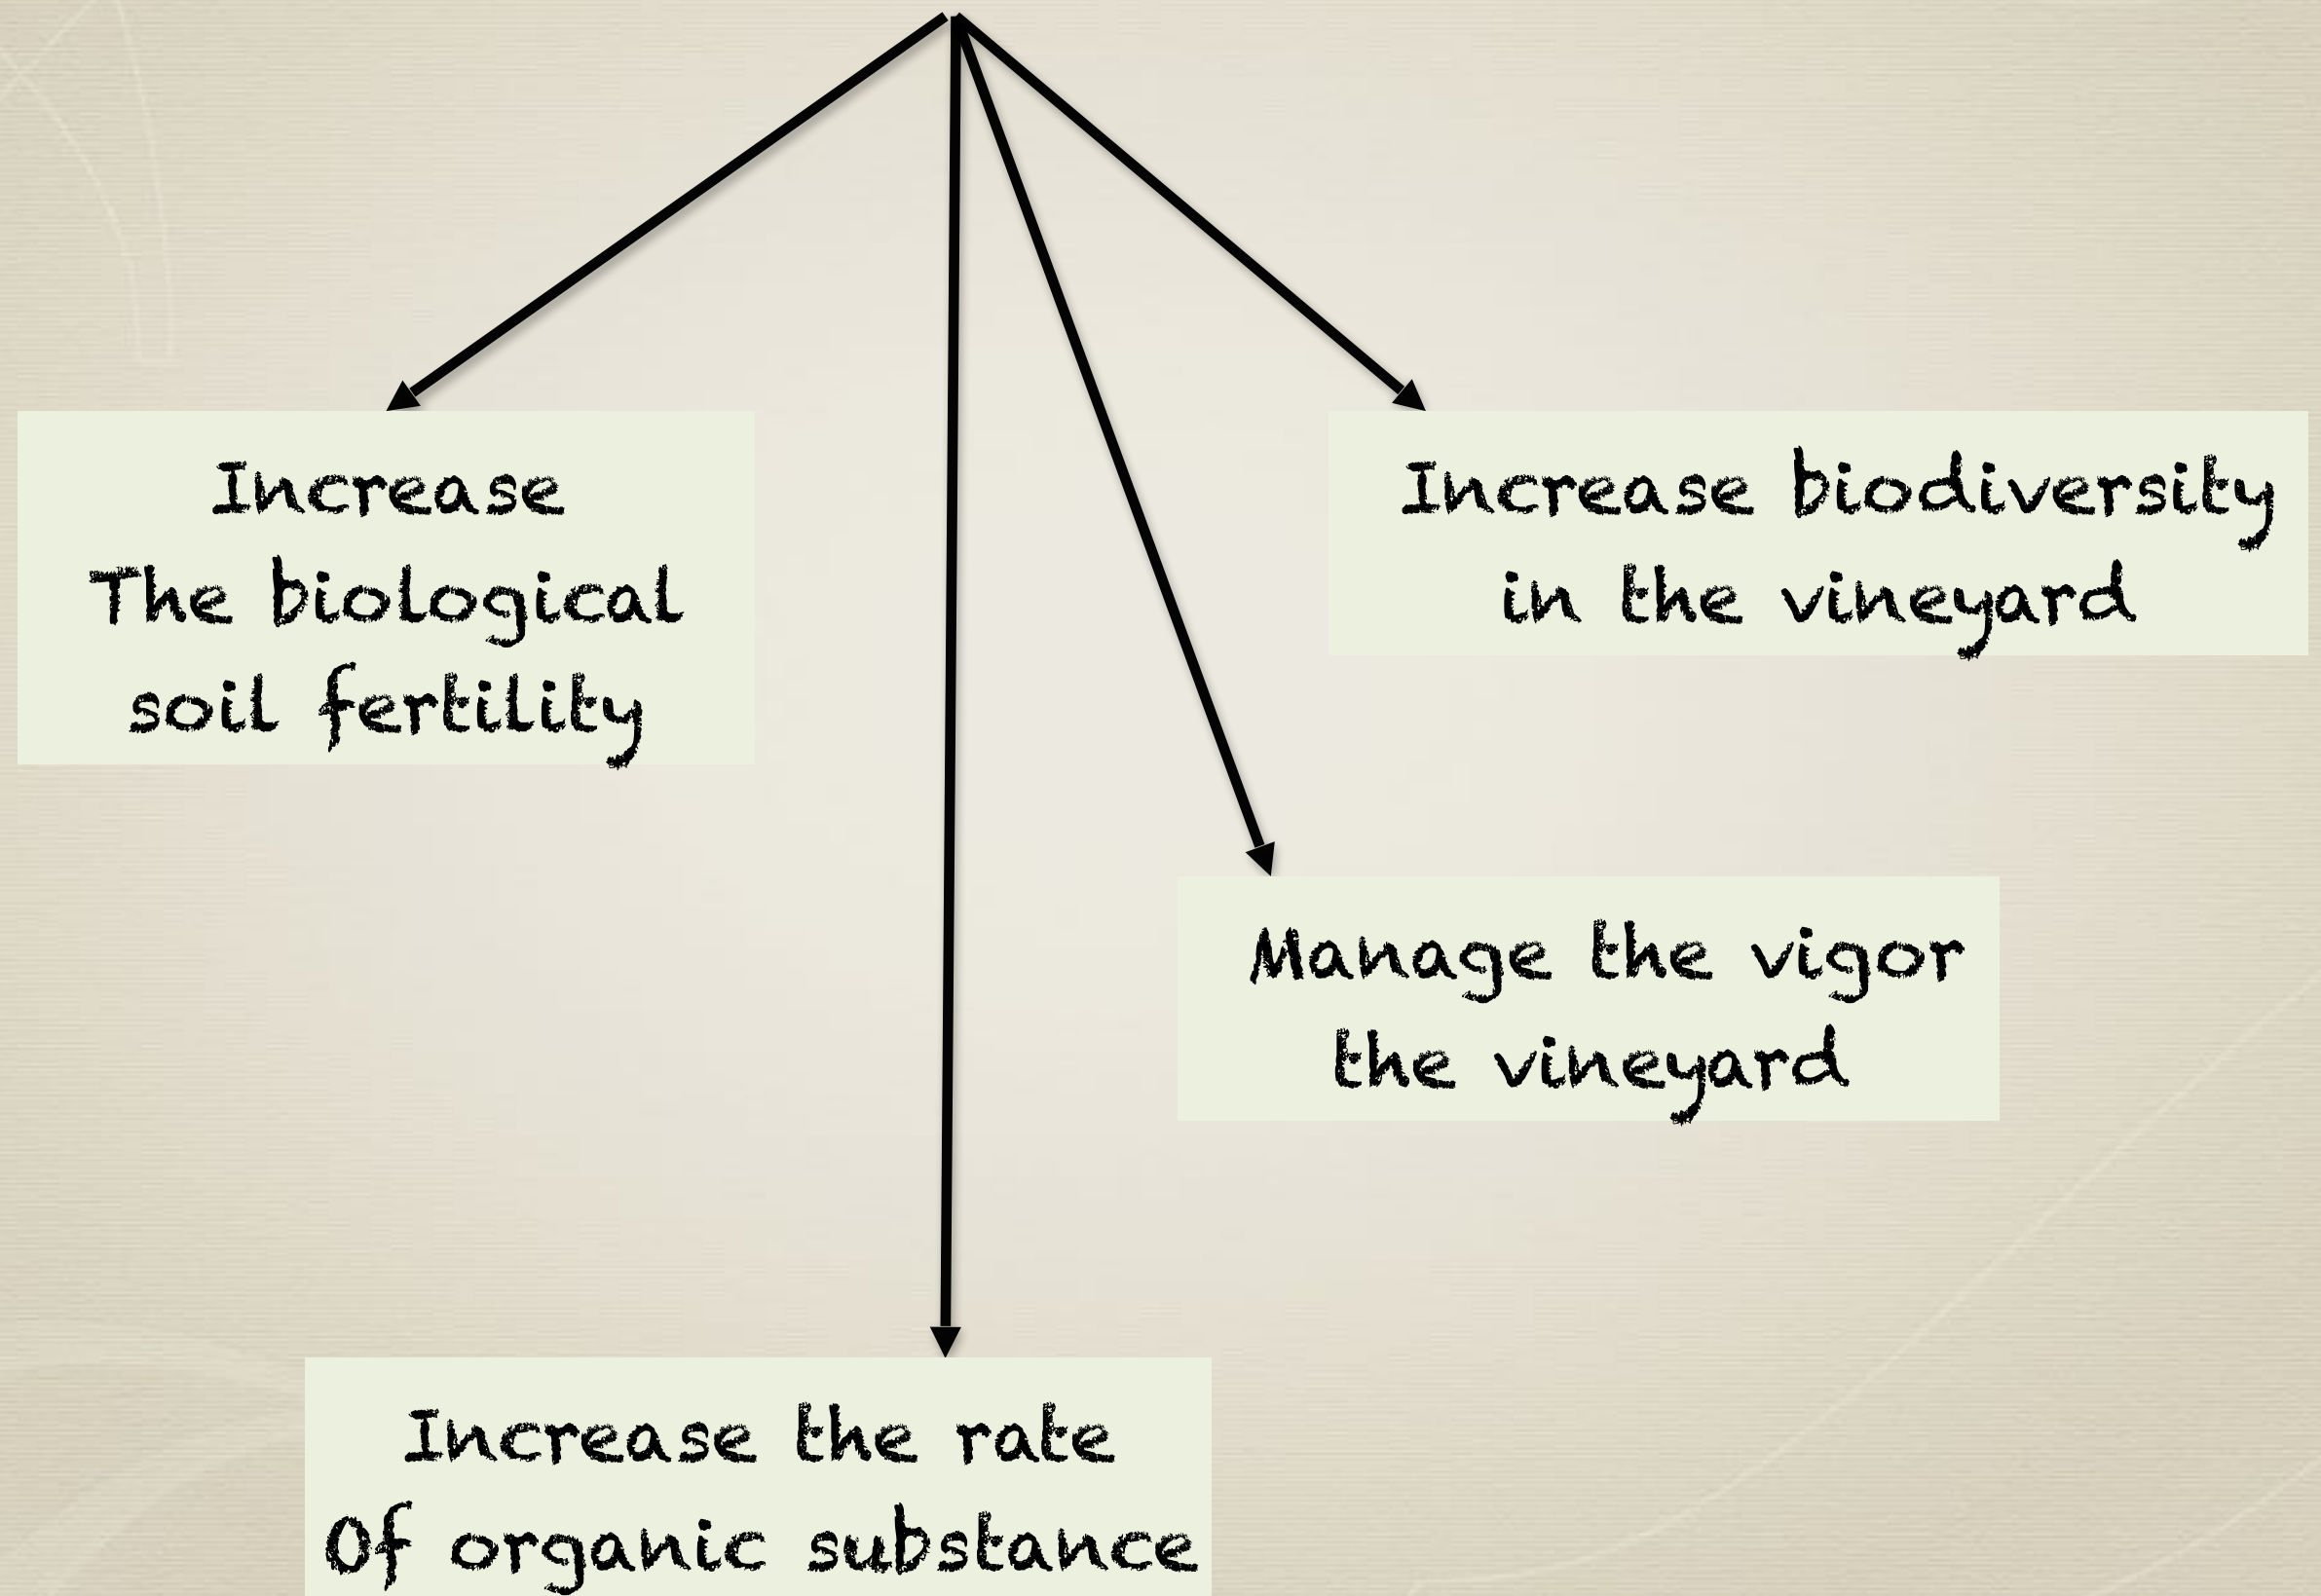 Increase
The biological
soil fertility
Increase biodiversity
in the vineyard
Manage the vigor
the vineyard
Increase the rate
Of organic substance